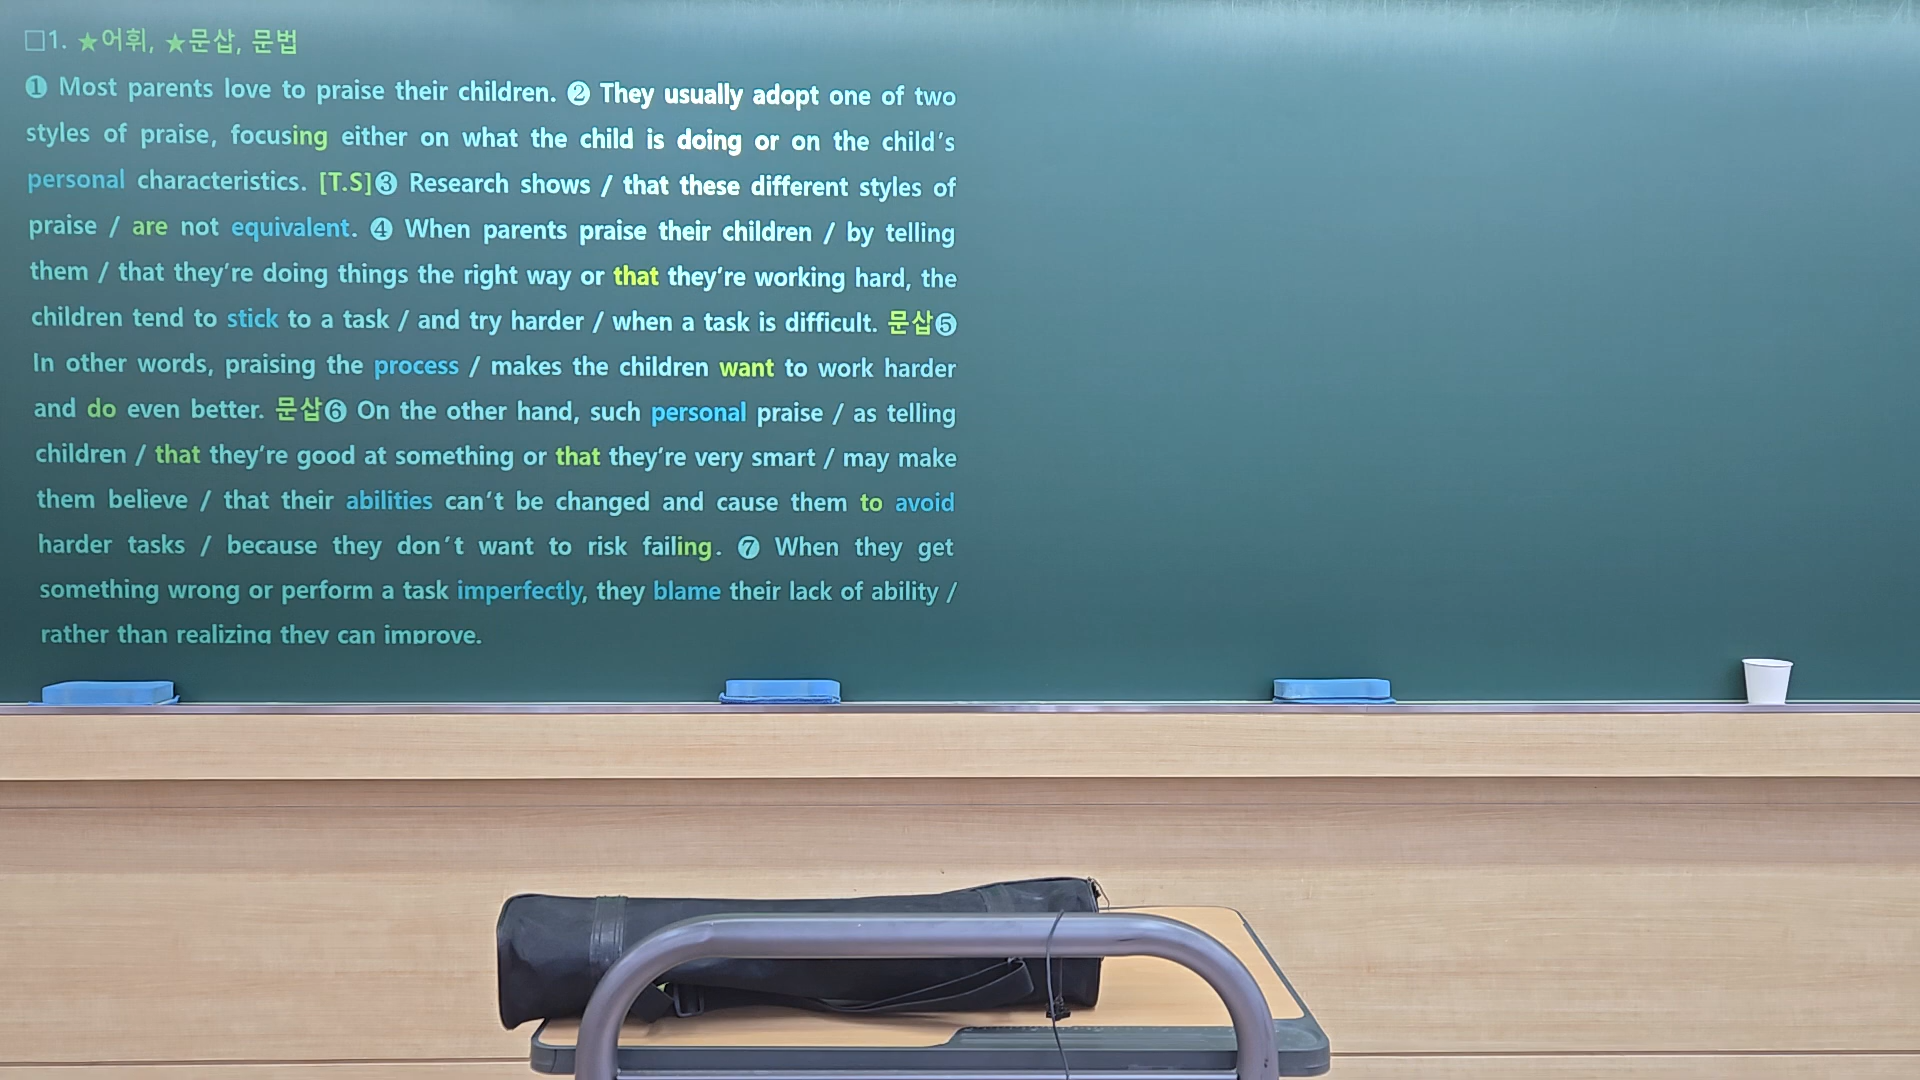 □1. ★어휘, ★문삽, 문법
❶ Most parents love to praise their children. ❷ They usually adopt one of two
styles of praise, focusing either on what the child is doing or on the child’s
personal characteristics. [T.S]❸ Research shows / that these different styles of
praise / are not equivalent. ❹ When parents praise their children / by telling
them / that they’re doing things the right way or that they’re working hard, the
children tend to stick to a task / and try harder / when a task is difficult. 문삽❺
In other words, praising the process / makes the children want to work harder
and do even better. 문삽❻ On the other hand, such personal praise / as telling
children / that they’re good at something or that they’re very smart / may make
them believe / that their abilities can’t be changed and cause them to avoid
harder tasks / because they don’t want to risk failing. ❼ When they get
something wrong or perform a task imperfectly, they blame their lack of ability /
rather than realizing they can improve.